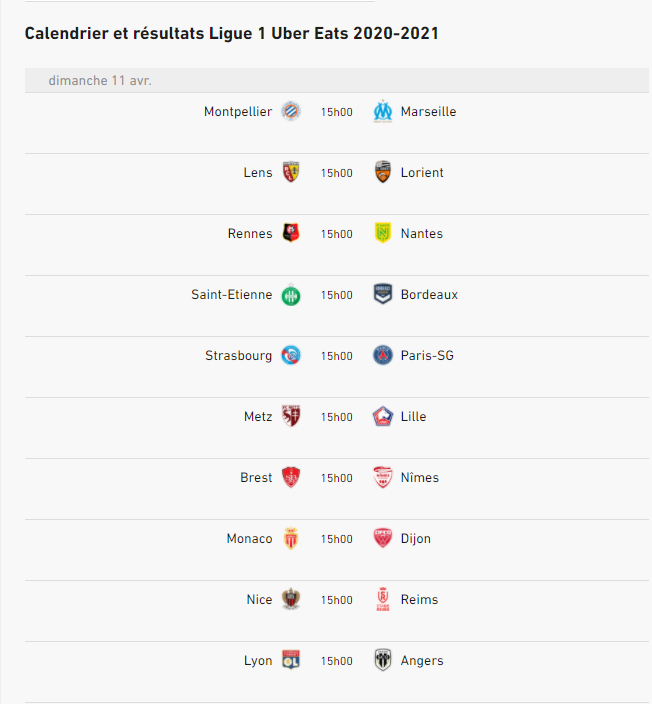 Calendrier et résultats Ligue 1 Uber Eats 2020-2021
dimanche 11 avr.
Montpellier 15h00 Marseille
Lens 15h00 Lorient
Rennes 15h00 Nantes
Saint-Etienne 15h00 Bordeaux
Strasbourg 15h00 Paris-SG
Metz 15h00 Lille
Brest 15h00 Nîmes
Monaco 15h00 Dijon
Nice 15h00 Reims
Lyon 15h00 Angers